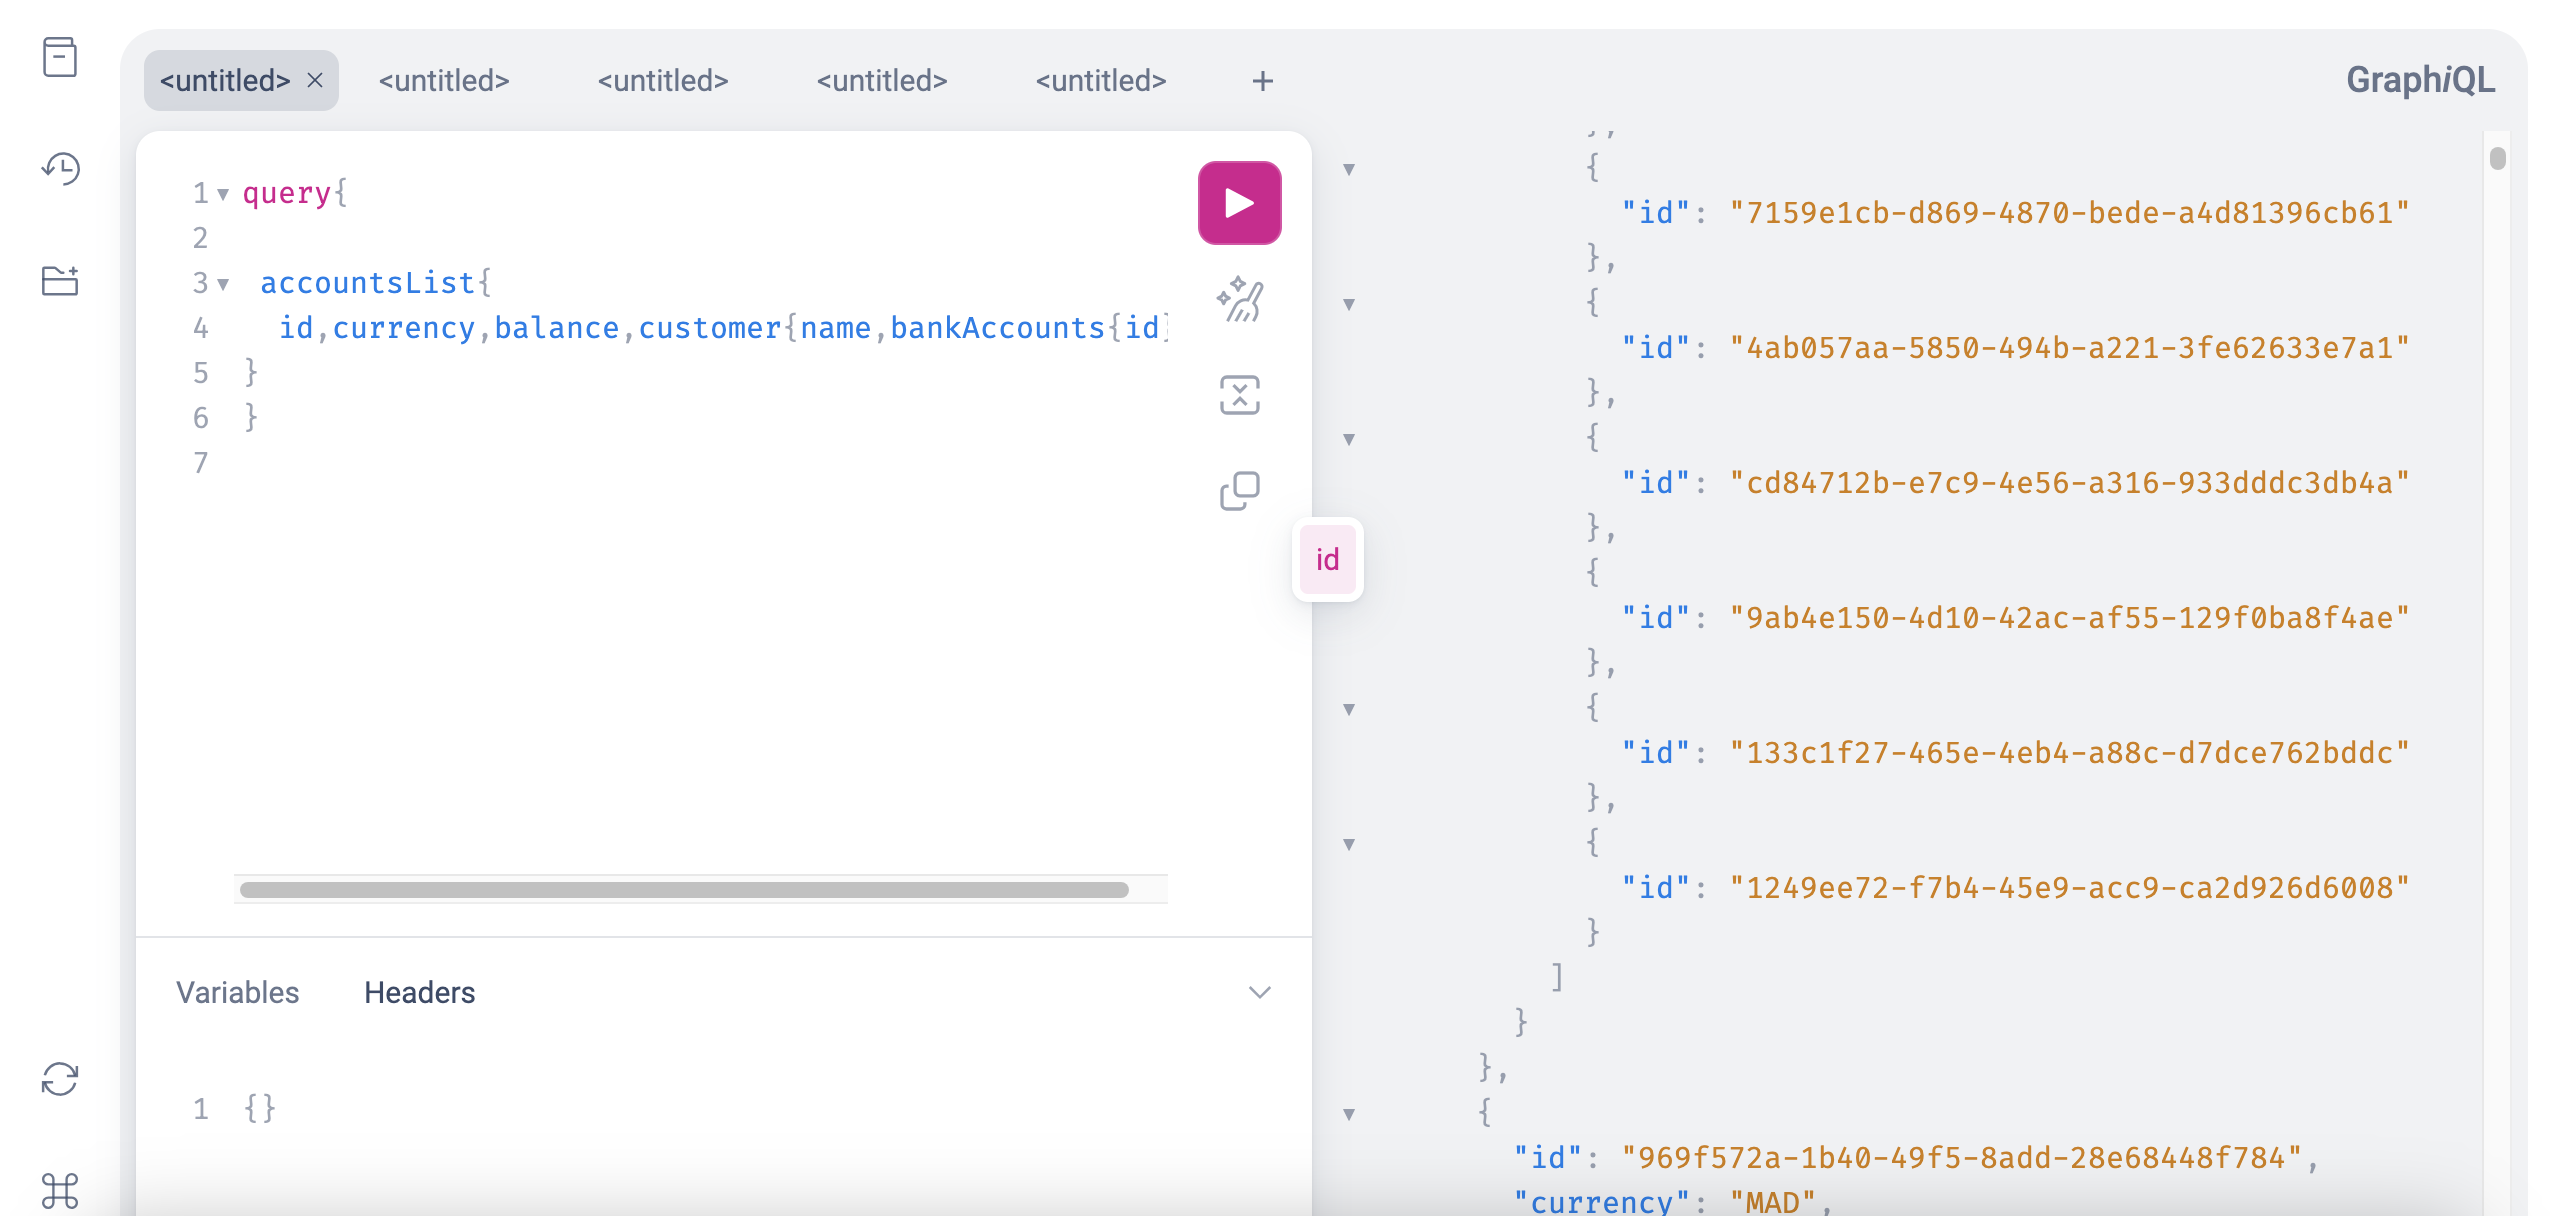 <untitled> × <untitled> <untitled> <untitled> <untitled> +
GraphiQL
1 query{
2
3 accountsList{
4 id,currency,balance,customer{name,bankAccounts{id}
5 }
6 }
7
id
Variables Headers
1 {}
},
{
"id": "7159e1cb-d869-4870-bede-a4d81396cb61"
},
{
"id": "4ab057aa-5850-494b-a221-3fe62633e7a1"
},
{
"id": "cd84712b-e7c9-4e56-a316-933dddc3db4a"
},
{
"id": "9ab4e150-4d10-42ac-af55-129f0ba8f4ae"
},
{
"id": "133c1f27-465e-4eb4-a88c-d7dce762bddc"
},
{
"id": "1249ee72-f7b4-45e9-acc9-ca2d926d6008"
}
]
}
},
{
"id": "969f572a-1b40-49f5-8add-28e68448f784",
"currency": "MAD",